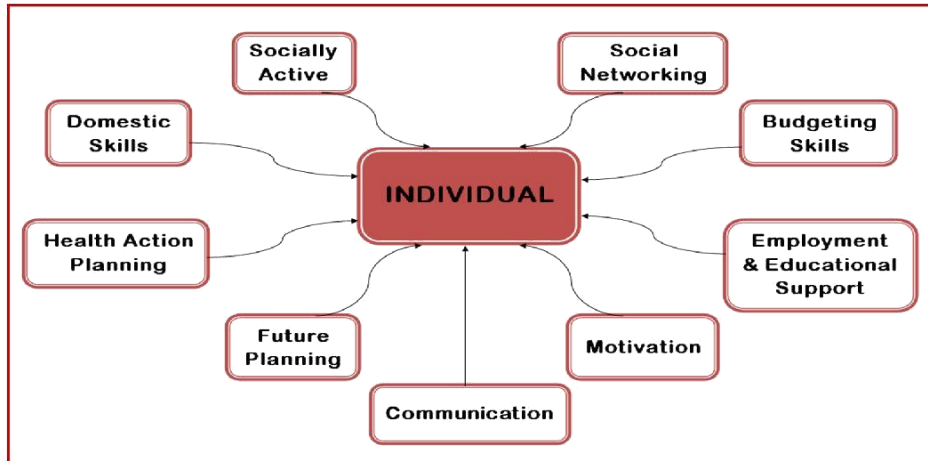 Socially
Active
Social
Networking
Domestic
Skills
Budgeting
Skills
INDIVIDUAL
Health Action
Planning
Employment
& Educational
Support
Future
Planning
Motivation
Communication